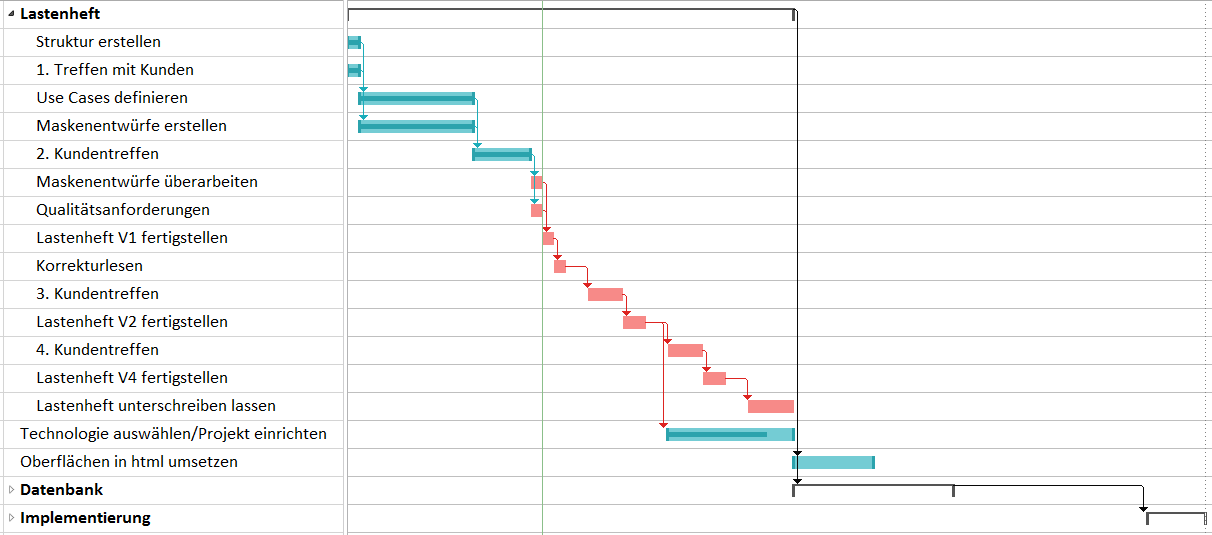 Lastenheft
Struktur erstellen
1. Treffen mit Kunden
Use Cases definieren
Maskenentwürfe erstellen
2. Kundentreffen
Maskenentwürfe überarbeiten
Qualitätsanforderungen
Lastenheft V1 fertigstellen
Korrekturlesen
3. Kundentreffen
Lastenheft V2 fertigstellen
4. Kundentreffen
Lastenheft V4 fertigstellen
Lastenheft unterschreiben lassen
Technologie auswählen/Projekt einrichten
Oberflächen in html umsetzen
Datenbank
Implementierung